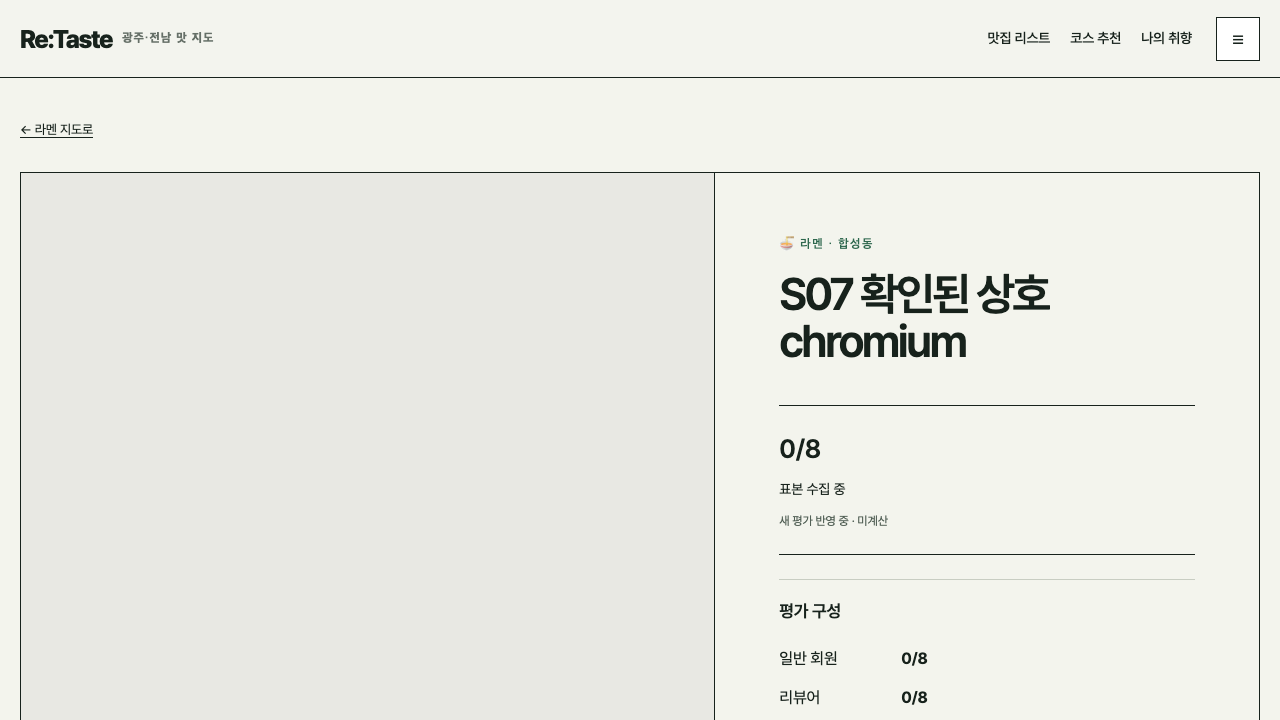 Re:Taste 광주·전남 맛 지도
맛집 리스트 코스 추천 나의 취향 ≡
← 라멘 지도로
🍜 라멘 · 합성동
S07 확인된 상호
chromium
0/8
표본 수집 중
새 평가 반영 중 · 미계산
평가 구성
일반 회원 0/8
리뷰어 0/8